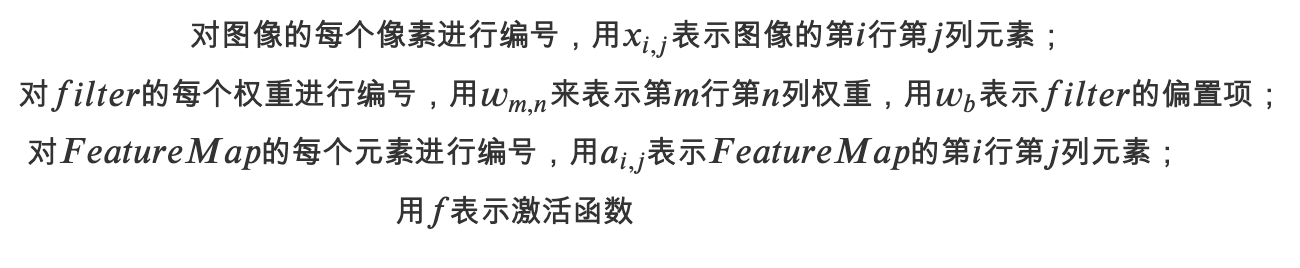 对图像的每个像素进行编号，用x_{i,j}表示图像的第i行第j列元素；
对filter的每个权重进行编号，用w_{m,n}来表示第m行第n列权重，用w_b表示filter的偏置项；
对FeatureMap的每个元素进行编号，用a_{i,j}表示FeatureMap的第i行第j列元素；
用f表示激活函数